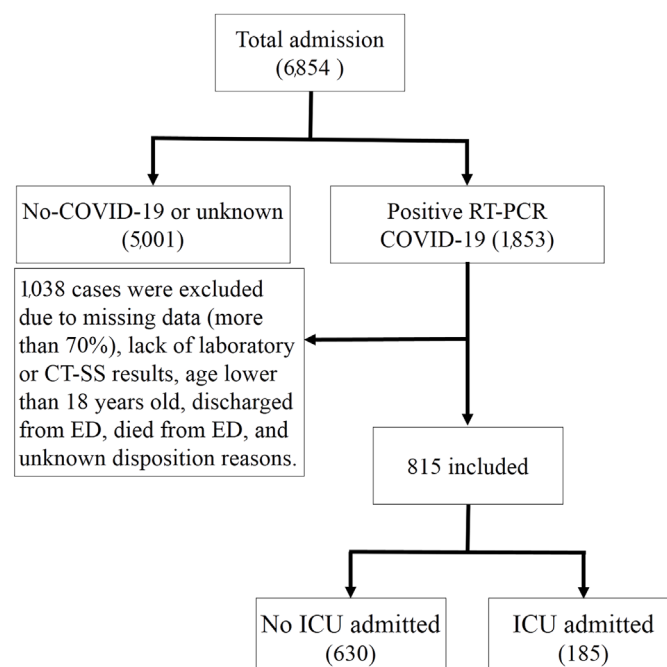 Total admission
(6,854 )
No-COVID-19 or unknown
(5,001)
Positive RT-PCR
COVID-19 (1,853)
1,038 cases were excluded
due to missing data (more
than 70%), lack of laboratory
or CT-SS results, age lower
than 18 years old, discharged
from ED, died from ED, and
unknown disposition reasons.
815 included
No ICU admitted
(630)
ICU admitted
(185)